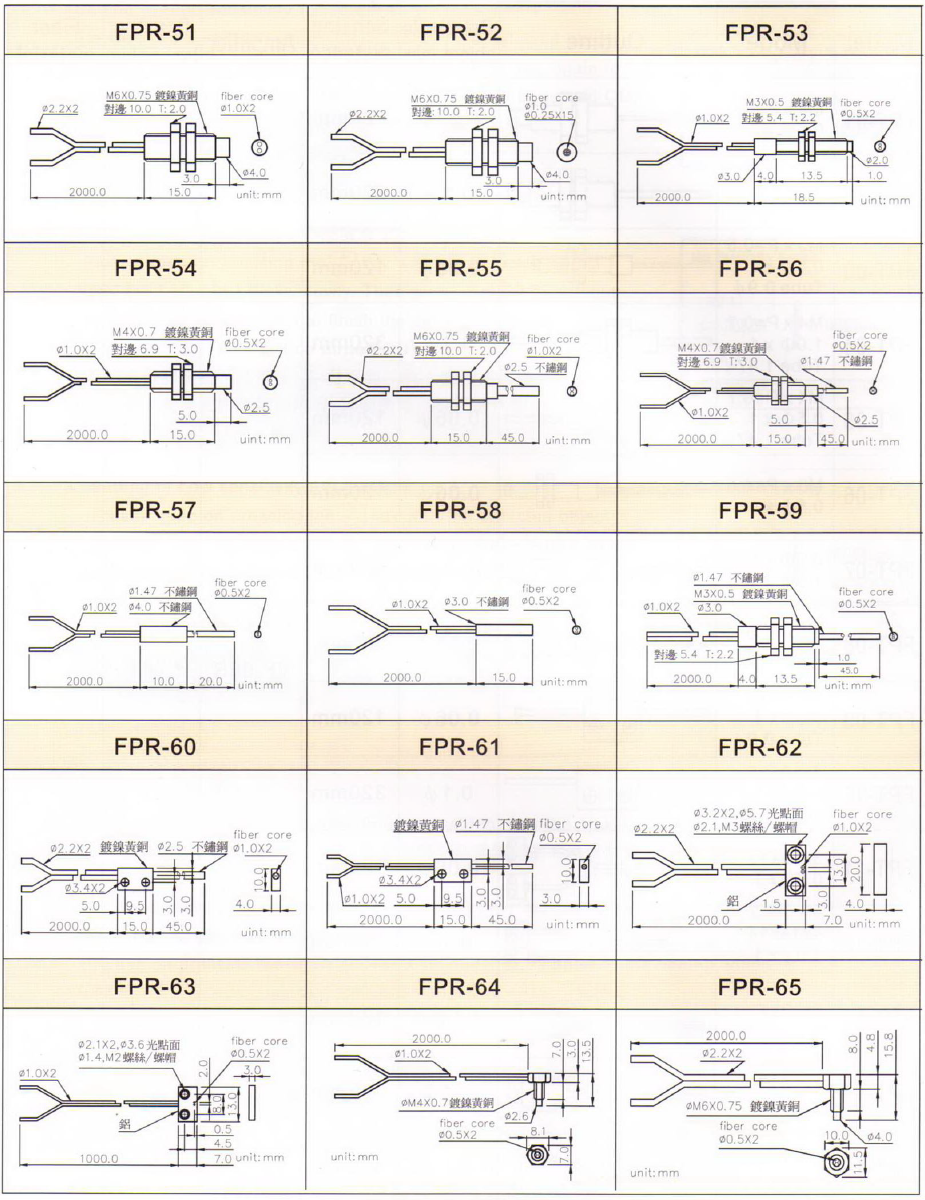 FPR-51
FPR-52
FPR-53
M6X0.75 鍍鎳黃銅
對邊 10.0 T: 2.0
fiber core
ø1.0X2
ø2.2X2
ø4.0
3.0
2000.0
15.0
unit: mm
M6X0.75 鍍鎳黃銅
對邊 10.0 T: 2.0
fiber core
ø1.0
ø0.25X15
ø2.2X2
ø4.0
3.0
2000.0
15.0
unit: mm
M3X0.5 鍍鎳黃銅
對邊 5.4 T: 2.2
fiber core
ø0.5X2
ø1.0X2
ø2.0
ø3.0
4.0
13.5
1.0
2000.0
18.5
uint: mm
FPR-54
FPR-55
FPR-56
M4X0.7 鍍鎳黃銅
對邊 6.9 T: 3.0
fiber core
ø0.5X2
ø1.0X2
ø2.5
5.0
2000.0
15.0
uint: mm
M6X0.75 鍍鎳黃銅
對邊 10.0 T: 2.0
fiber core
ø1.0X2
ø2.2X2
ø2.5 不鏽鋼
2000.0
15.0
45.0
uint: mm
M4X0.7 鍍鎳黃銅
對邊 6.9 T: 3.0
fiber core
ø0.5X2
ø1.47 不鏽鋼
ø1.0X2
5.0
ø2.5
2000.0
15.0
45.0
unit: mm
FPR-57
FPR-58
FPR-59
ø1.47 不鏽鋼
ø4.0 不鏽鋼
fiber core
ø0.5X2
ø1.0X2
2000.0
10.0
20.0
uint: mm
ø1.0X2
ø3.0 不鏽鋼
fiber core
ø0.5X2
2000.0
15.0
unit: mm
ø1.47 不鏽鋼
M3X0.5 鍍鎳黃銅
ø3.0
fiber core
ø0.5X2
ø1.0X2
對邊 5.4 T: 2.2
1.0
45.0
2000.0
4.0
13.5
unit: mm
FPR-60
FPR-61
FPR-62
ø2.2X2
鍍鎳黃銅
ø2.5 不鏽鋼
fiber core
ø1.0X2
ø3.4X2
5.0
9.5
3.0
3.0
10.0
4.0
2000.0
15.0
45.0
uint: mm
鍍鎳黃銅
ø1.47 不鏽鋼
fiber core
ø0.5X2
ø3.4X2
ø1.0X2
5.0
9.5
3.0
3.0
10.0
3.0
2000.0
15.0
45.0
uint: mm
ø3.2X2,ø5.7 光點面
ø2.1,M3螺絲/螺帽
fiber core
ø1.0X2
ø2.2X2
鋁
1.5
3.0
13.0
20.0
4.0
2000.0
7.0
unit: mm
FPR-63
FPR-64
FPR-65
ø2.1X2,ø3.6光點面
ø1.4,M2螺絲/螺帽
fiber core
ø0.5X2
3.0
ø1.0X2
2.0
8.0
13.0
鋁
0.5
4.5
1000.0
7.0
unit: mm
2000.0
ø1.0X2
7.0
3.0
13.5
øM4X0.7鍍鎳黃銅
ø2.6
fiber core
ø0.5X2
8.1
7.0
unit: mm
2000.0
ø2.2X2
8.0
4.8
15.8
øM6X0.75 鍍鎳黃銅
fiber core
ø0.5X2
10.0
ø4.0
11.5
unit: mm